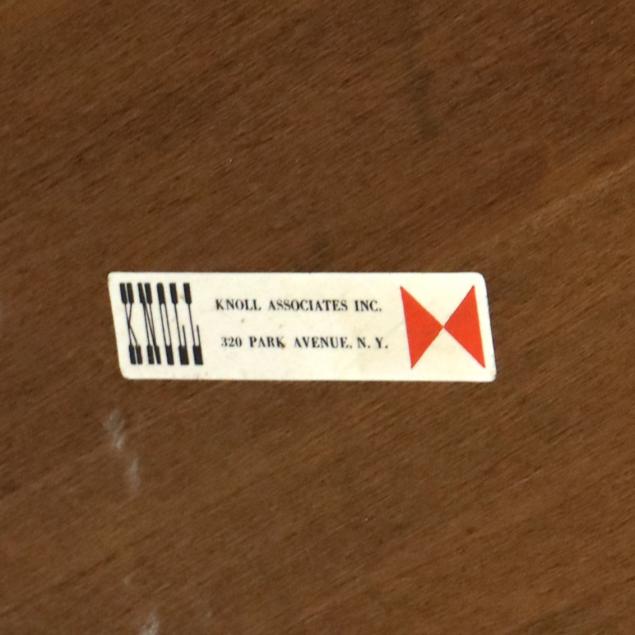 KNOLL
KNOLL ASSOCIATES INC.
320 PARK AVENUE. N. Y.